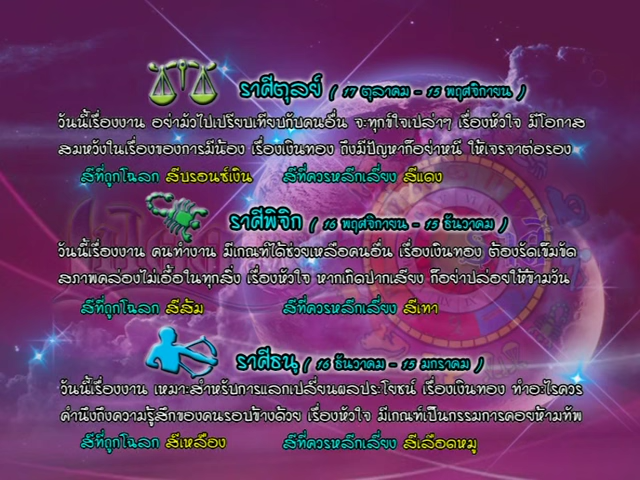 ราศีตุลย์ ( 17 ตุลาคม - 15 พฤศจิกายน )
วันนี้เรื่องงาน อย่ามัวไปเปรียบเทียบกับคนอื่น จะทุกข์ใจเปล่าๆ เรื่องหัวใจ มีโอกาส
สมหวังในเรื่องของการมีน้อง เรื่องเงินทอง ถึงมีปัญหาก็อย่าหนี ให้เจรจาต่อรอง
สีที่ถูกโฉลก สีบรอนซ์เงิน สีที่ควรหลีกเลี่ยง สีแดง
ราศีพิจิก ( 16 พฤศจิกายน - 15 ธันวาคม )
วันนี้เรื่องงาน คนทำงาน มีเกณฑ์ได้ช่วยเหลือคนอื่น เรื่องเงินทอง ต้องรัดเข็มขัด
สภาพคล่องไม่เอื้อในทุกสิ่ง เรื่องหัวใจ หากเกิดปากเสียง ก็อย่าปล่อยให้ข้ามวัน
สีที่ถูกโฉลก สีส้ม สีที่ควรหลีกเลี่ยง สีเทา
ราศีธนู ( 16 ธันวาคม - 15 มกราคม )
วันนี้เรื่องงาน เหมาะสำหรับการแลกเปลี่ยนผลประโยชน์ เรื่องเงินทอง ทำอะไรควร
คำนึงถึงความรู้สึกของคนรอบข้างด้วย เรื่องหัวใจ มีเกณฑ์เป็นกรรมการคอยห้ามทัพ
สีที่ถูกโฉลก สีเหลือง สีที่ควรหลีกเลี่ยง สีเลือดหมู